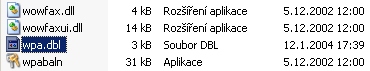 wowfax.dll 4 kB Rozšíření aplikace 5.12.2002 12:00
wowfaxui.dll 14 kB Rozšíření aplikace 5.12.2002 12:00
wpa.dbl 3 kB Soubor DBL 12.1.2004 17:39
wpabaln 31 kB Aplikace 5.12.2002 12:00